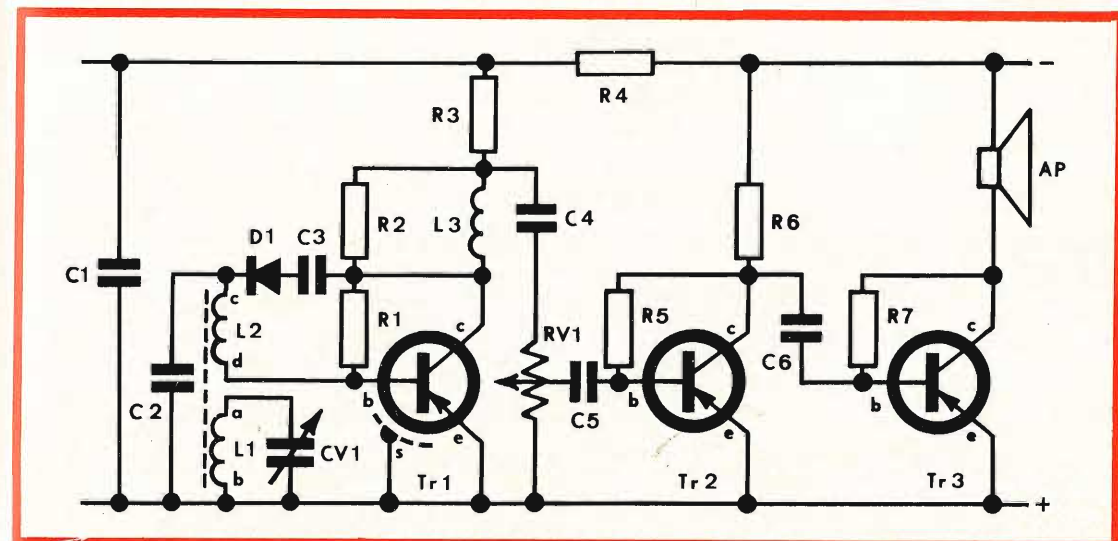 -
R4
R3
AP
R2
L3
C4
R6
D1
C3
C1
c
L2
R1
c
RV1
R5
c
C6
R7
c
d
C2
b
C5
b
b
a
e
e
e
L1
CV1
s
b
Tr1
Tr2
Tr3
+